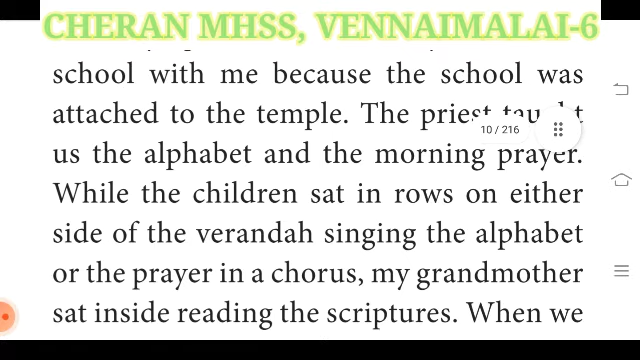 CHERAN MHSS, VENNAIMALAI-6
school with me because the school was
attached to the temple. The priest
10 / 216
us the alphabet and the morning prayer.
While the children sat in rows on either
side of the verandah singing the alphabet
or the prayer in a chorus, my grandmother
sat inside reading the scriptures. When we